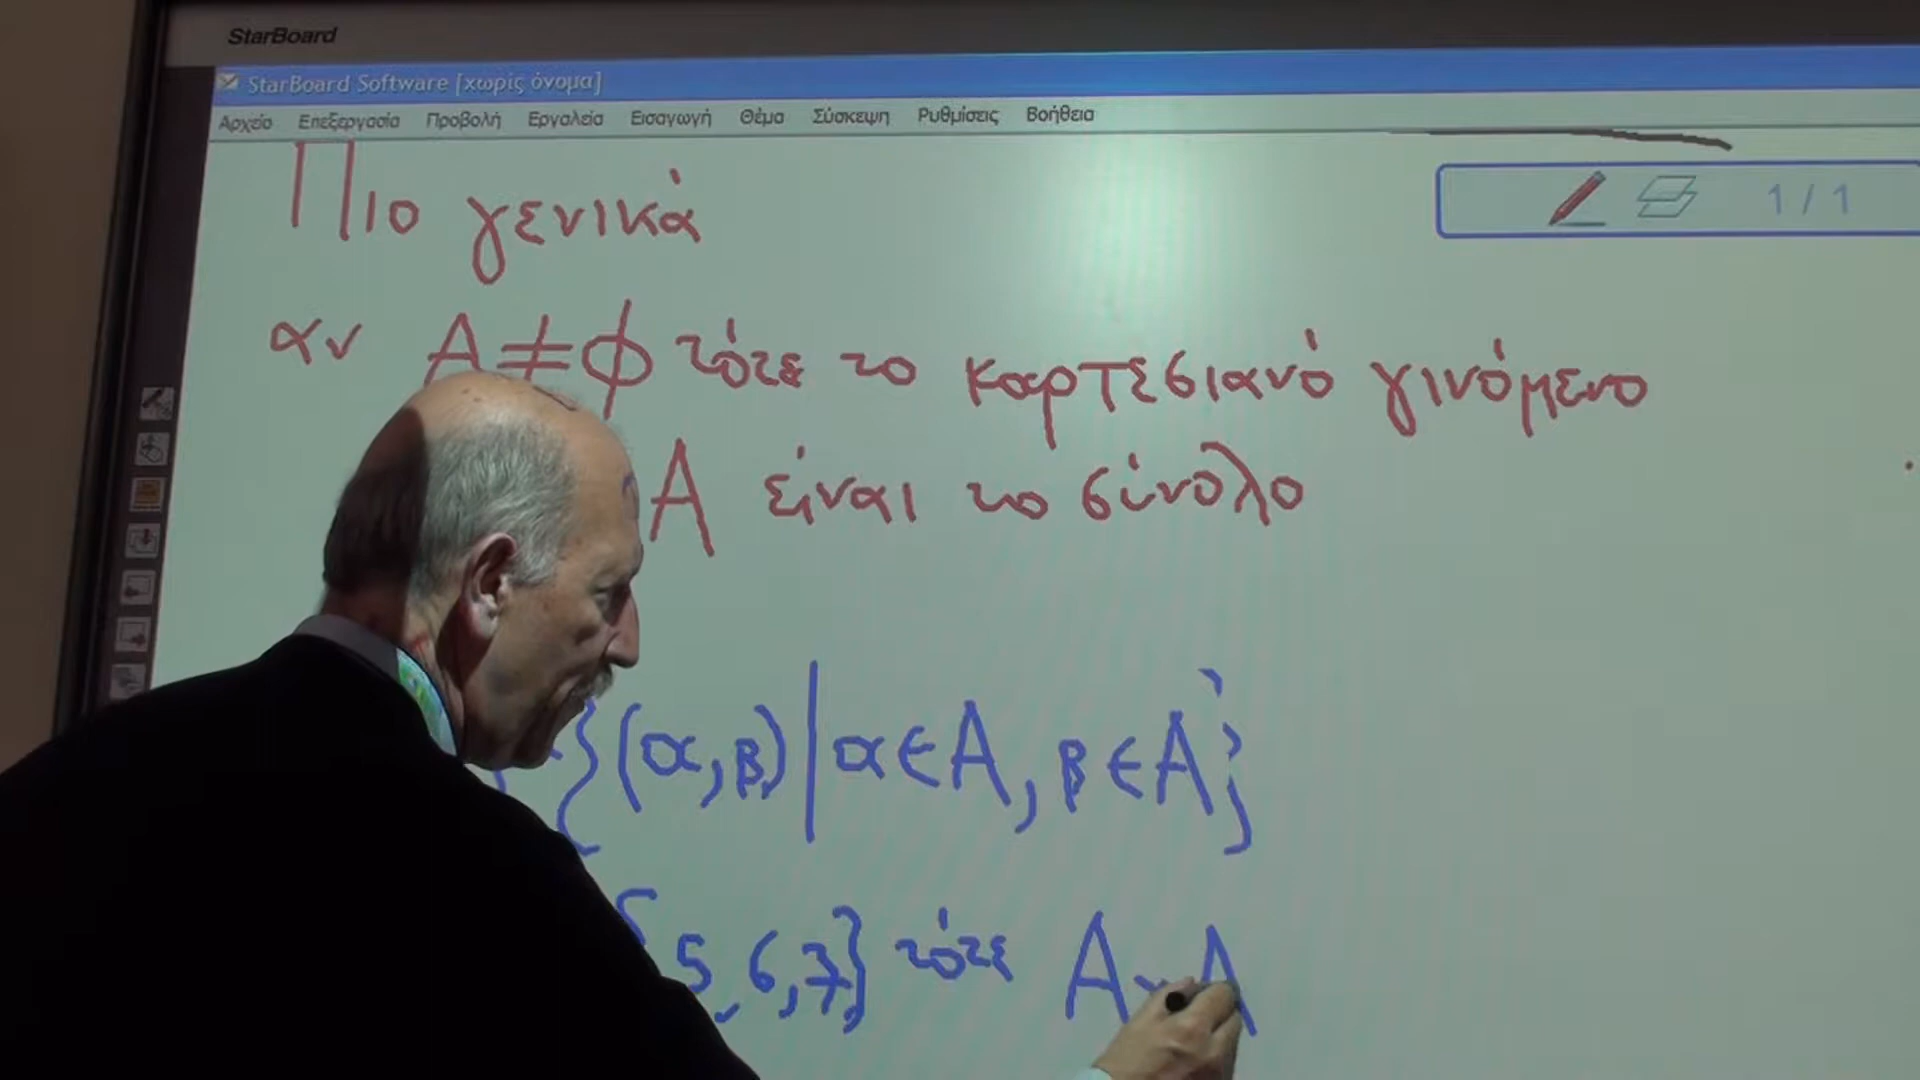 StarBoard
StarBoard Software [χωρίς όνομα]
Αρχείο Επεξεργασία Προβολή Εργαλεία Εισαγωγή Θέμα Σύσκεψη Ρυθμίσεις Βοήθεια
1 / 1
Πιο γενικά
αν A ≠ ϕ τότε το καρτεσιανό γινόμενο
A είναι το σύνολο
{(α,β) | α ∈ A, β ∈ A}
{5,6,7} τότε A × A